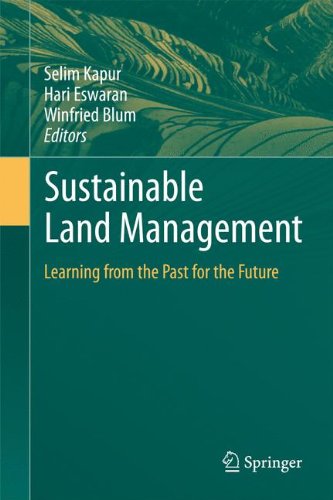 Selim Kapur
Hari Eswaran
Winfried Blum
Editors
Sustainable
Land Management
Learning from the Past for the Future
Springer